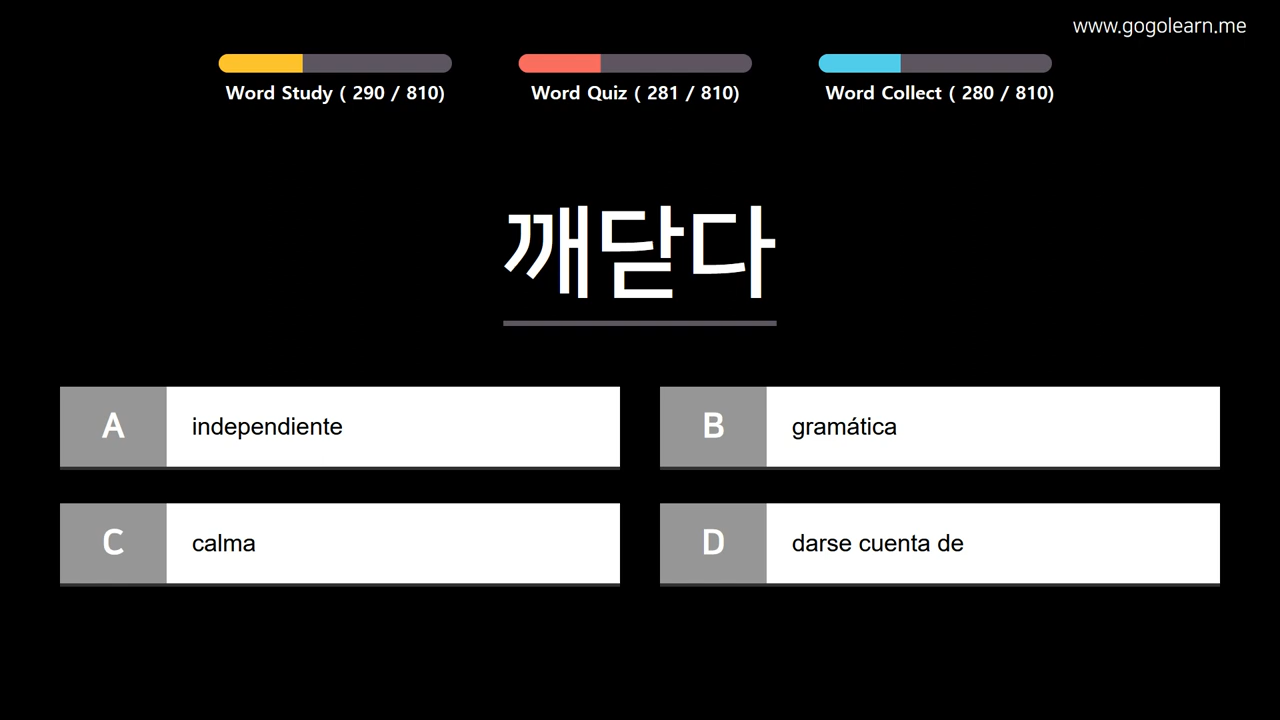 www.gogolearn.me
Word Study ( 290 / 810)
Word Quiz ( 281 / 810)
Word Collect ( 280 / 810)
깨닫다
A independiente
B gramática
C calma
D darse cuenta de